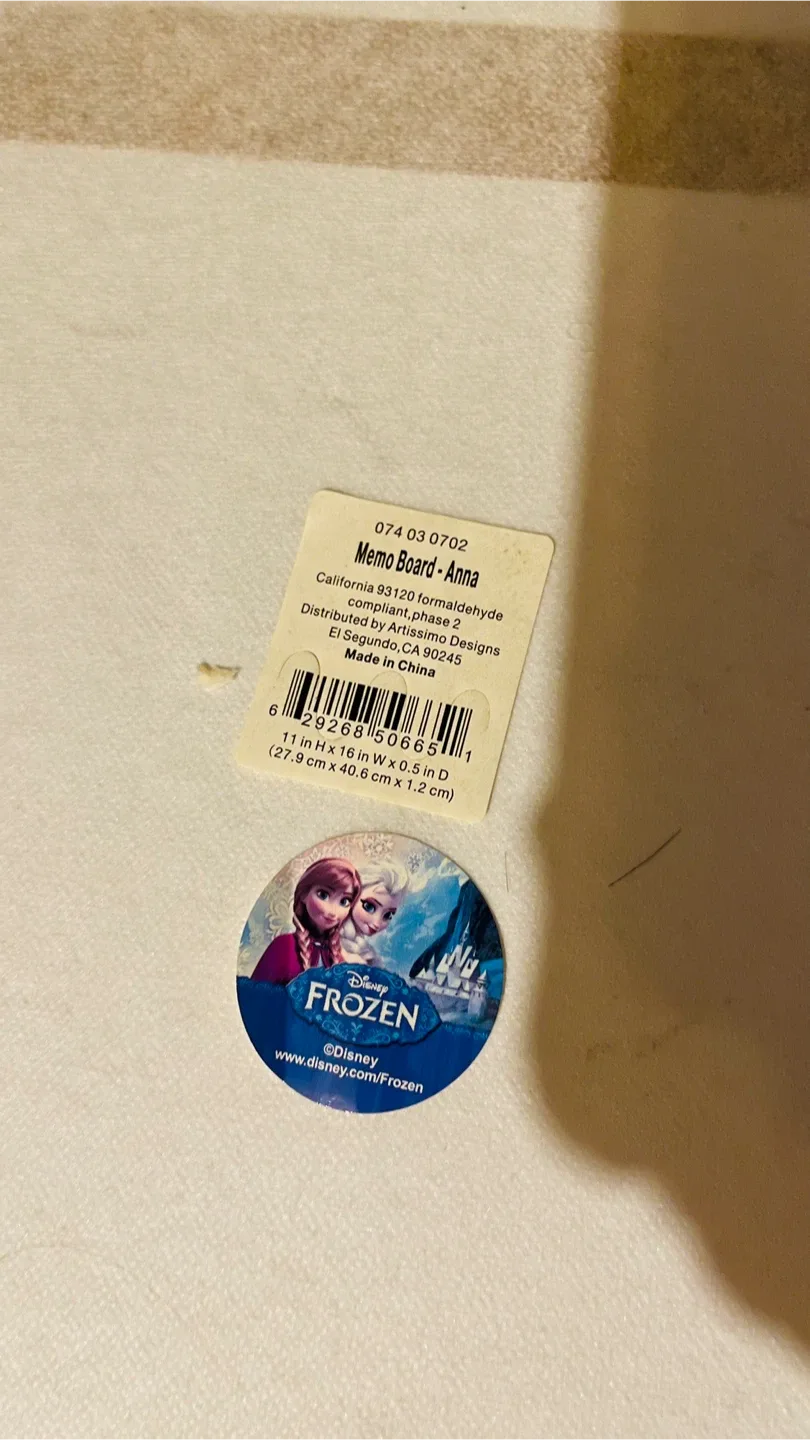 074 03 0702
Memo Board - Anna
California 93120 formaldehyde
compliant,phase 2
Distributed by Artissimo Designs
El Segundo,CA 90245
Made in China
6 29268 50665 1
11 in H x 16 in W x 0.5 in D
(27.9 cm x 40.6 cm x 1.2 cm)
Disney
FROZEN
©Disney
www.disney.com/Frozen